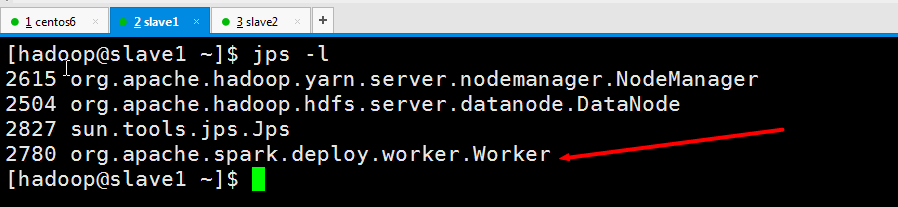 1 centos6 × 2 slave1 × 3 slave2 × +
[hadoop@slave1 ~]$ jps -l
2615 org.apache.hadoop.yarn.server.nodemanager.NodeManager
2504 org.apache.hadoop.hdfs.server.datanode.DataNode
2827 sun.tools.jps.Jps
2780 org.apache.spark.deploy.worker.Worker
[hadoop@slave1 ~]$